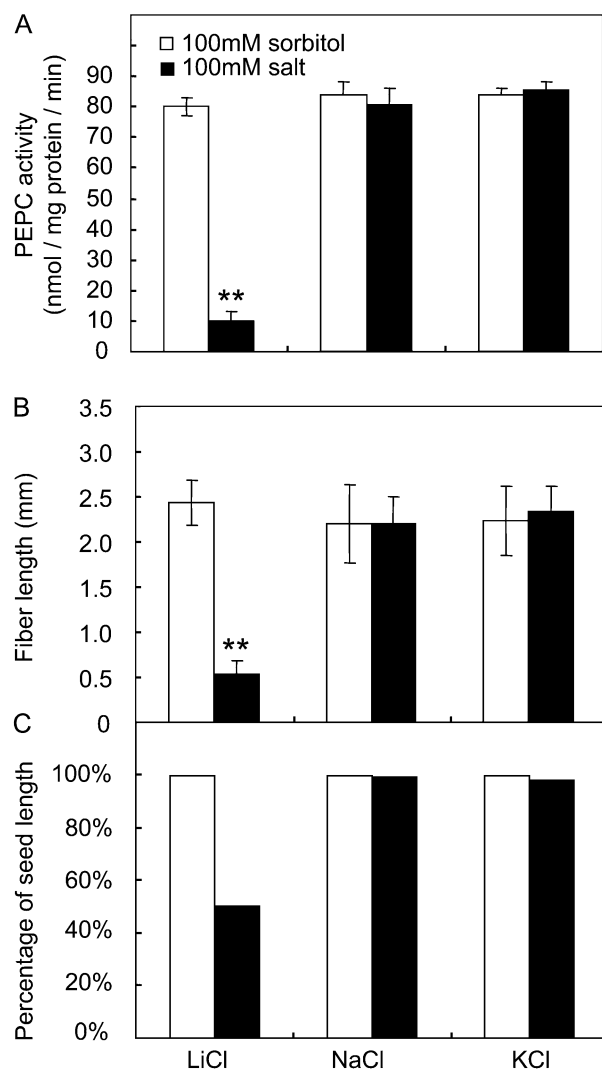 A
100mM sorbitol
100mM salt
PEPC activity
(nmol / mg protein / min)
90
80
70
60
50
40
30
20
10
0
**
B
Fiber length (mm)
3.5
3.0
2.5
2.0
1.5
1.0
0.5
0
**
C
Percentage of seed length
100%
80%
60%
40%
20%
0%
LiCl
NaCl
KCl